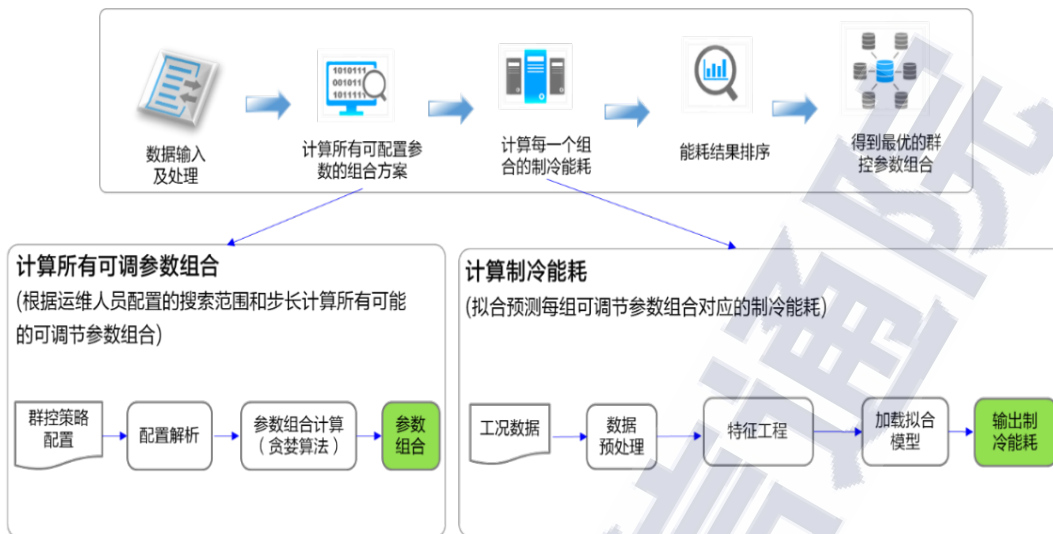 数据输入
及处理
计算所有可配置参
数的组合方案
计算每一个组
合的制冷能耗
能耗结果排序
得到最优的群
控参数组合
计算所有可调参数组合
(根据运维人员配置的搜索范围和步长计算所有可能
的可调节参数组合)
群控策略
配置
配置解析
参数组合计算
（贪婪算法）
参数
组合
计算制冷能耗
(拟合预测每组可调节参数组合对应的制冷能耗)
工况数据
数据
预处理
特征工程
加载拟合
模型
输出制
冷能耗
1010111
信通院